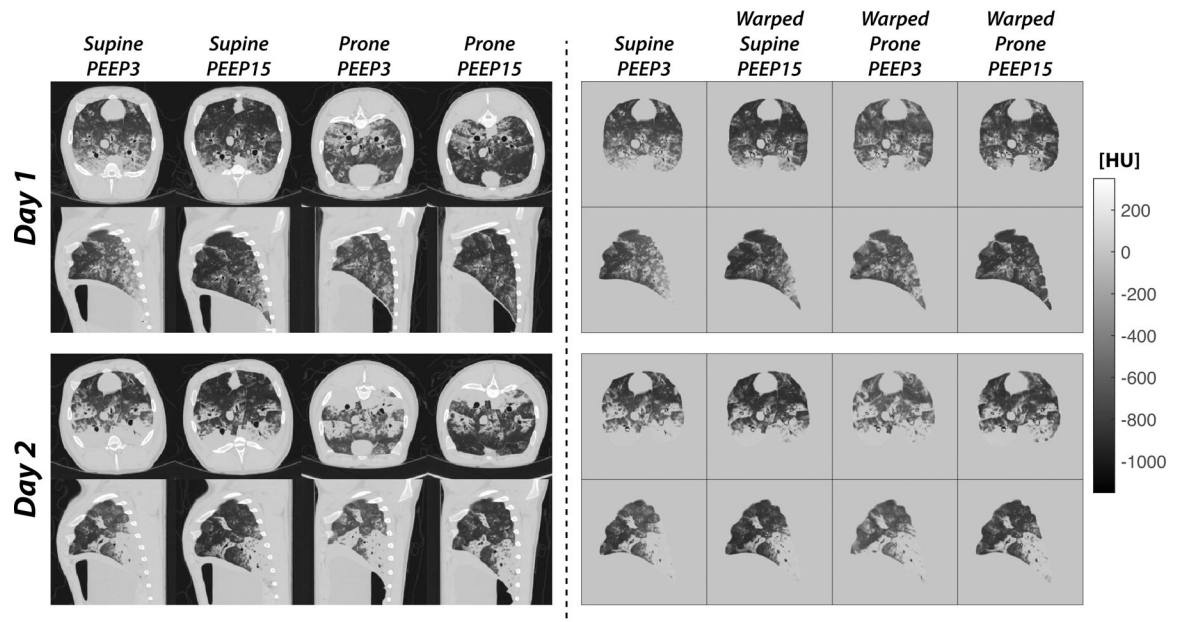 Supine
PEEP3
Supine
PEEP15
Prone
PEEP3
Prone
PEEP15
Supine
PEEP3
Warped
Supine
PEEP15
Warped
Prone
PEEP3
Warped
Prone
PEEP15
Day 1
Day 2
[HU]
200
0
-200
-400
-600
-800
-1000